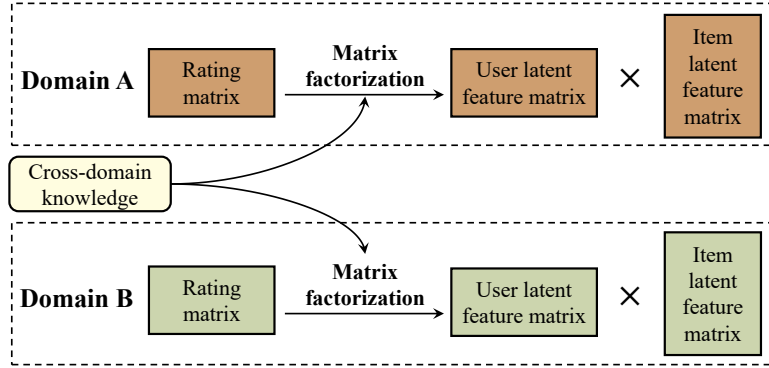 Domain A
Rating
matrix
Matrix
factorization
User latent
feature matrix
×
Item
latent
feature
matrix
Cross-domain
knowledge
Domain B
Rating
matrix
Matrix
factorization
User latent
feature matrix
×
Item
latent
feature
matrix